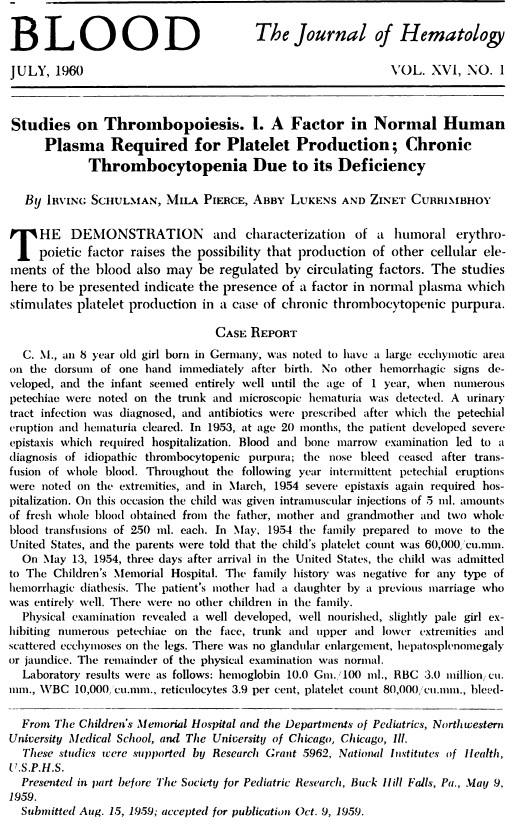 BLOOD
The Journal of Hematology
JULY, 1960
VOL. XVI, NO. 1
Studies on Thrombopoiesis. I. A Factor in Normal Human
Plasma Required for Platelet Production; Chronic
Thrombocytopenia Due to its Deficiency
By IRVING SCHULMAN, MILA PIERCE, ABBY LUKENS AND ZINET CURRIMBHOY
THE DEMONSTRATION and characterization of a humoral erythro-
poietic factor raises the possibility that production of other cellular ele-
ments of the blood also may be regulated by circulating factors. The studies
here to be presented indicate the presence of a factor in normal plasma which
stimulates platelet production in a case of chronic thrombocytopenic purpura.
CASE REPORT
C. M., an 8 year old girl born in Germany, was noted to have a large ecchymotic area
on the dorsum of one hand immediately after birth. No other hemorrhagic signs de-
veloped, and the infant seemed entirely well until the age of 1 year, when numerous
petechiae were noted on the trunk and microscopic hematuria was detected. A urinary
tract infection was diagnosed, and antibiotics were prescribed after which the petechial
eruption and hematuria cleared. In 1953, at age 20 months, the patient developed severe
epistaxis which required hospitalization. Blood and bone marrow examination led to a
diagnosis of idiopathic thrombocytopenic purpura; the nose bleed ceased after trans-
fusion of whole blood. Throughout the following year intermittent petechial eruptions
were noted on the extremities, and in March, 1954 severe epistaxis again required hos-
pitalization. On this occasion the child was given intramuscular injections of 5 ml. amounts
of fresh whole blood obtained from the father, mother and grandmother and two whole
blood transfusions of 250 ml. each. In May, 1954 the family prepared to move to the
United States, and the parents were told that the child's platelet count was 60,000/cu.mm.
On May 13, 1954, three days after arrival in the United States, the child was admitted
to The Children's Memorial Hospital. The family history was negative for any type of
hemorrhagic diathesis. The patient's mother had a daughter by a previous marriage who
was entirely well. There were no other children in the family.
Physical examination revealed a well developed, well nourished, slightly pale girl ex-
hibiting numerous petechiae on the face, trunk and upper and lower extremities and
scattered ecchymoses on the legs. There was no glandular enlargement, hepatosplenomegaly
or jaundice. The remainder of the physical examination was normal.
Laboratory results were as follows: hemoglobin 10.0 Gm./100 ml., RBC 3.0 million/cu.
mm., WBC 10,000/cu.mm., reticulocytes 3.9 per cent, platelet count 80,000/cu.mm., bleed-
From The Children's Memorial Hospital and the Departments of Pediatrics, Northwestern
University Medical School, and The University of Chicago, Chicago, Ill.
These studies were supported by Research Grant 5962, National Institutes of Health,
U.S.P.H.S.
Presented in part before The Society for Pediatric Research, Buck Hill Falls, Pa., May 9,
1959.
Submitted Aug. 15, 1959; accepted for publication Oct. 9, 1959.